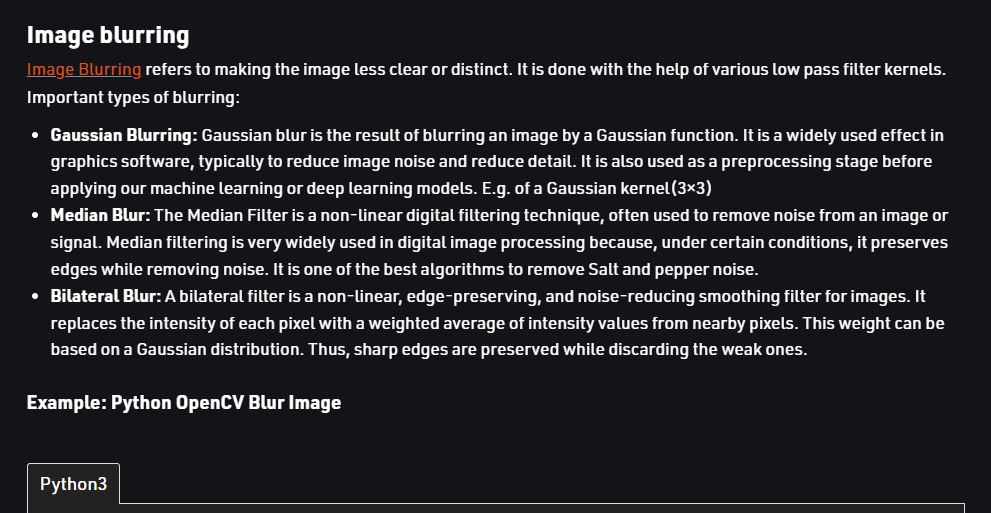 Image blurring
Image Blurring refers to making the image less clear or distinct. It is done with the help of various low pass filter kernels.
Important types of blurring:
• Gaussian Blurring: Gaussian blur is the result of blurring an image by a Gaussian function. It is a widely used effect in
graphics software, typically to reduce image noise and reduce detail. It is also used as a preprocessing stage before
applying our machine learning or deep learning models. E.g. of a Gaussian kernel(3×3)
• Median Blur: The Median Filter is a non-linear digital filtering technique, often used to remove noise from an image or
signal. Median filtering is very widely used in digital image processing because, under certain conditions, it preserves
edges while removing noise. It is one of the best algorithms to remove Salt and pepper noise.
• Bilateral Blur: A bilateral filter is a non-linear, edge-preserving, and noise-reducing smoothing filter for images. It
replaces the intensity of each pixel with a weighted average of intensity values from nearby pixels. This weight can be
based on a Gaussian distribution. Thus, sharp edges are preserved while discarding the weak ones.
Example: Python OpenCV Blur Image
Python3